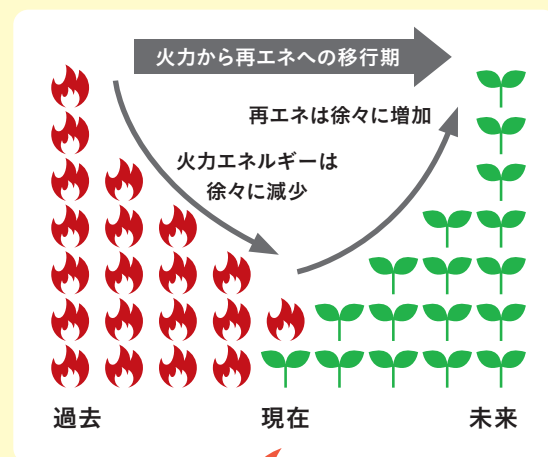 火力から再エネへの移行期
再エネは徐々に増加
火力エネルギーは
徐々に減少
過去
現在
未来